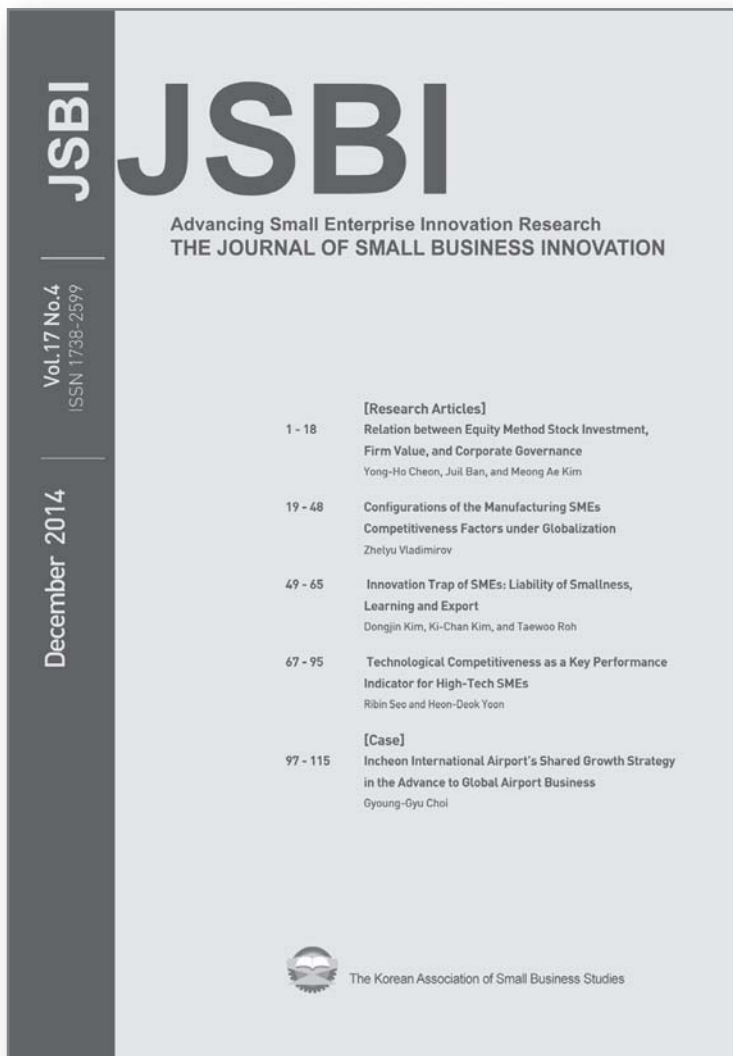 JSBI
Vol.17 No.4
ISSN 1738-2599
December 2014
JSBI
Advancing Small Enterprise Innovation Research
THE JOURNAL OF SMALL BUSINESS INNOVATION
[Research Articles]
1 - 18 Relation between Equity Method Stock Investment,
Firm Value, and Corporate Governance
Yong-Ho Cheon, Juil Ban, and Meong Ae Kim
19 - 48 Configurations of the Manufacturing SMEs
Competitiveness Factors under Globalization
Zhelyu Vladimirov
49 - 65 Innovation Trap of SMEs: Liability of Smallness,
Learning and Export
Dongjin Kim, Ki-Chan Kim, and Taewoo Roh
67 - 95 Technological Competitiveness as a Key Performance
Indicator for High-Tech SMEs
Ribin Seo and Heon-Deok Yoon
[Case]
97 - 115 Incheon International Airport's Shared Growth Strategy
in the Advance to Global Airport Business
Gyoung-Gyu Choi
The Korean Association of Small Business Studies